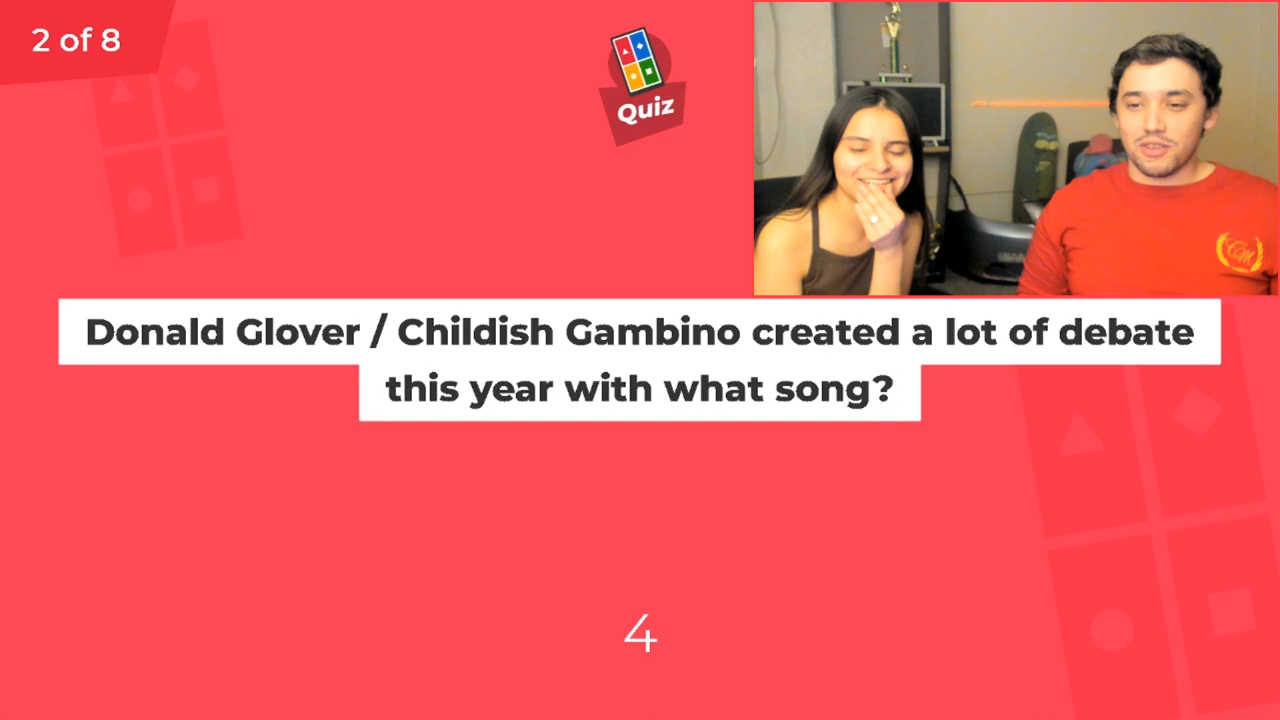 2 of 8
Quiz
Donald Glover / Childish Gambino created a lot of debate
this year with what song?
4